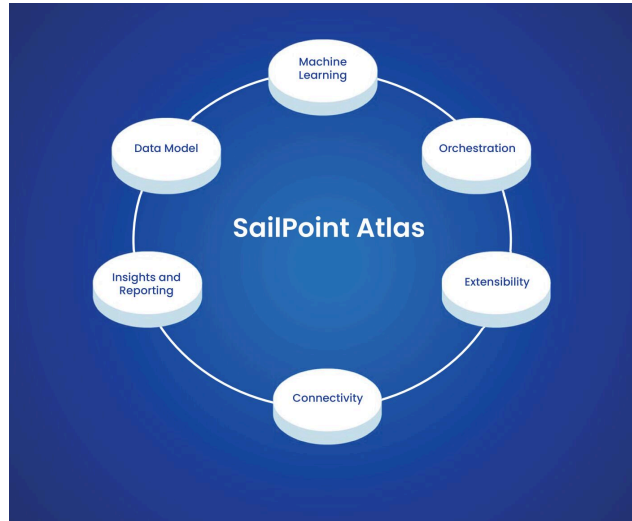 Machine
Learning
Data Model
Orchestration
SailPoint Atlas
Insights and
Reporting
Extensibility
Connectivity